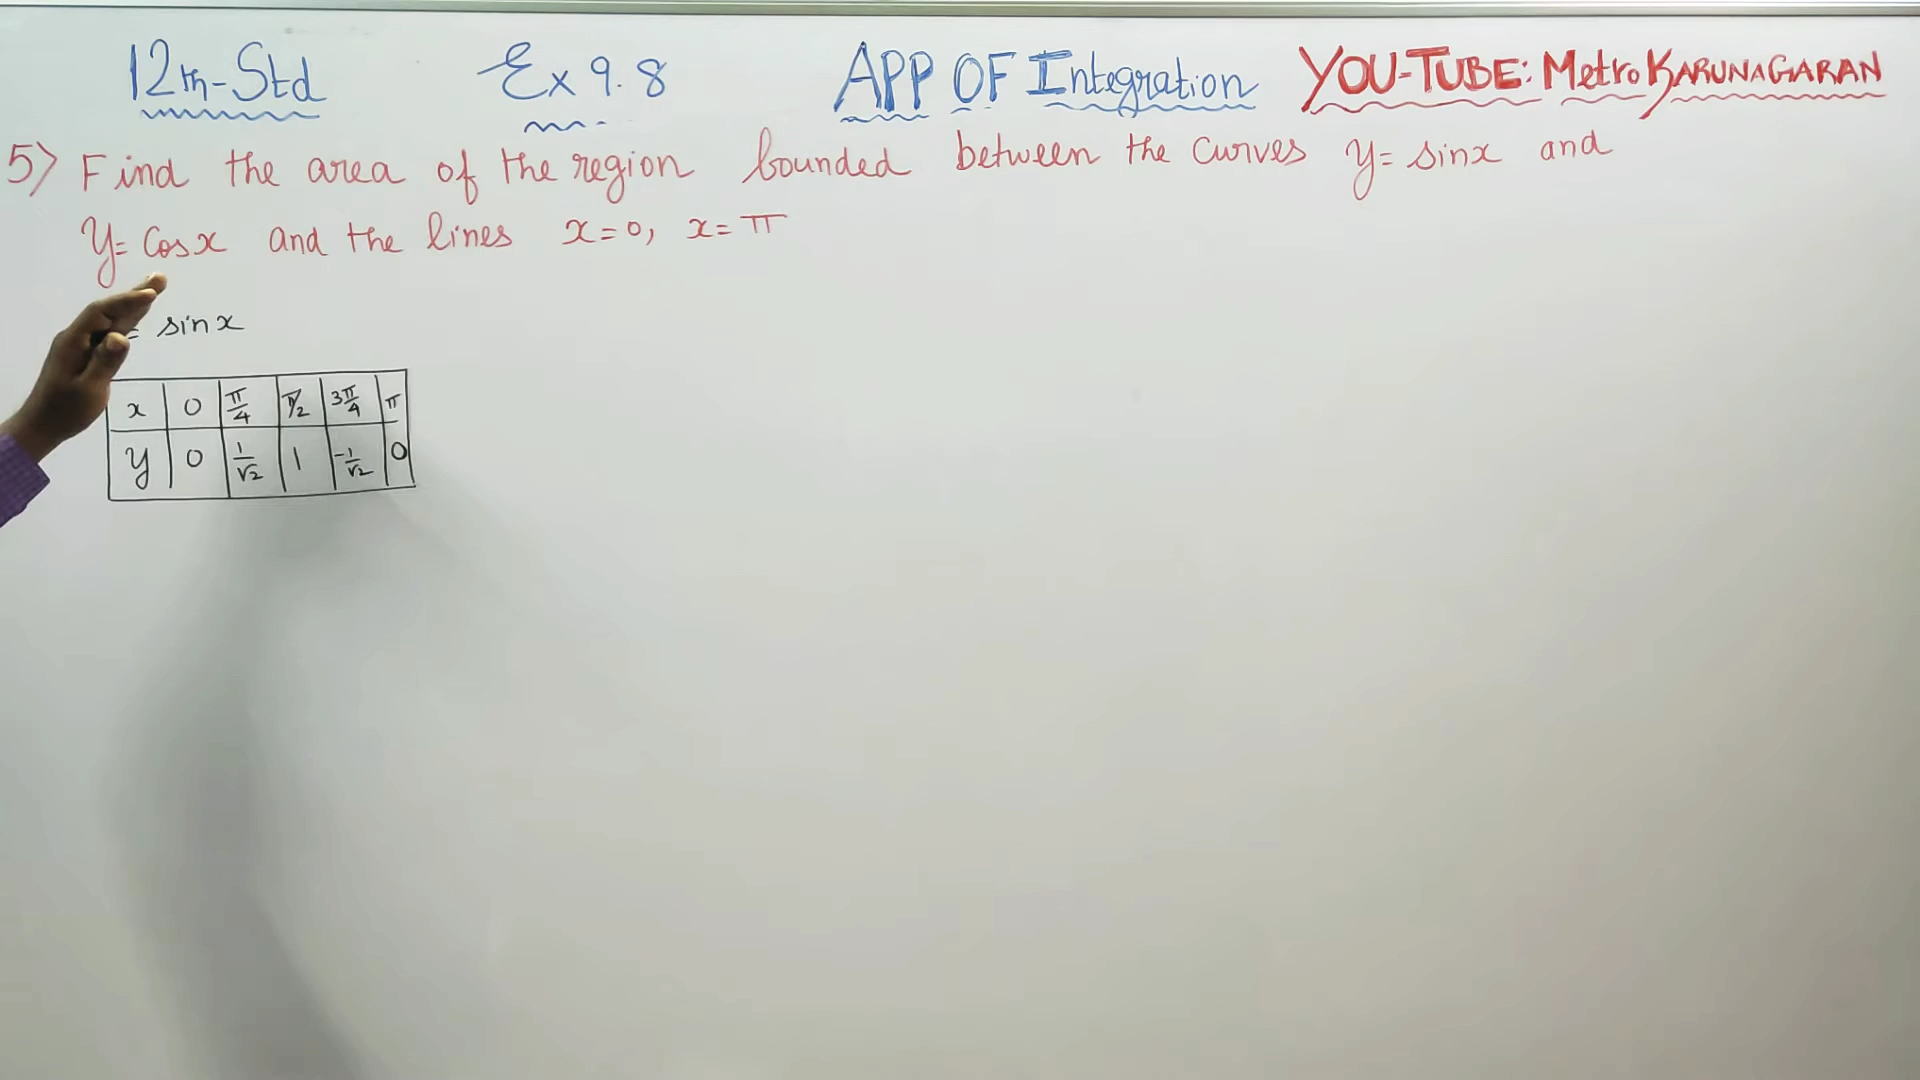 12th-Std Ex 9.8 APP OF Integration YOU-TUBE: Metro KARUNAGARAN
5) Find the area of the region bounded between the curves y= sinx and
y= cosx and the lines x=0, x= π
= sinx
x 0 π/4 π/2 3π/4 π
y 0 1/√2 1 -1/√2 0